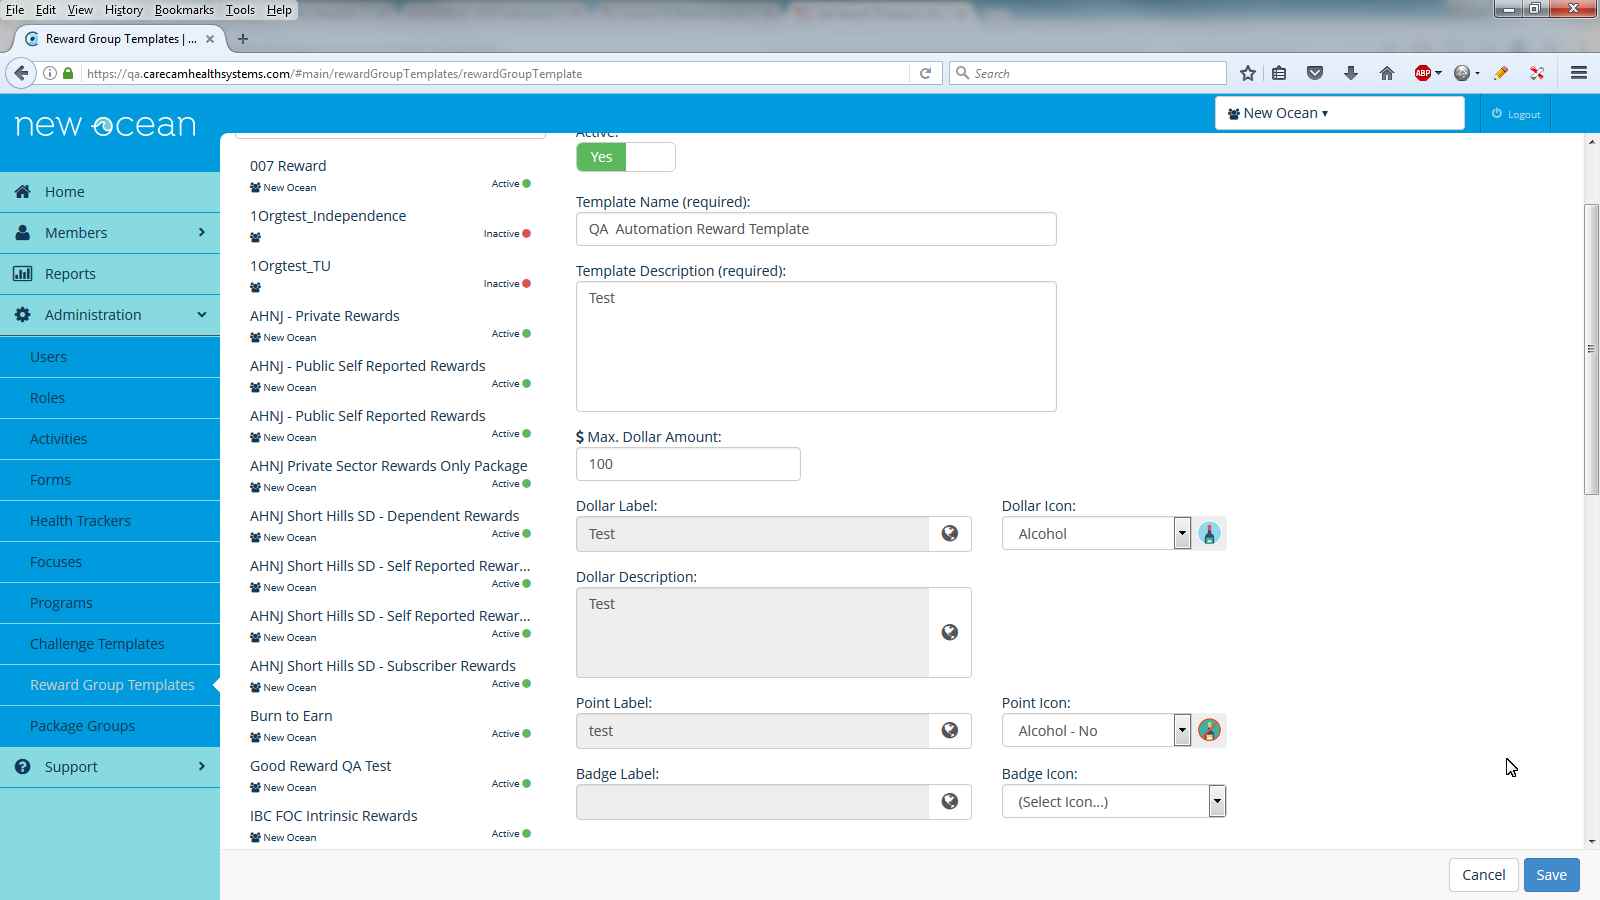 File Edit View History Bookmarks Tools Help
Reward Group Templates | ...
https://qa.carecamhealthsystems.com/#main/rewardGroupTemplates/rewardGroupTemplate
Search
ABP
new ocean
New Ocean
Logout
Home
Members
Reports
Administration
Users
Roles
Activities
Forms
Health Trackers
Focuses
Programs
Challenge Templates
Reward Group Templates
Package Groups
Support
007 Reward
New Ocean Active
1Orgtest_Independence
Inactive
1Orgtest_TU
Inactive
AHNJ - Private Rewards
New Ocean Active
AHNJ - Public Self Reported Rewards
New Ocean Active
AHNJ - Public Self Reported Rewards
New Ocean Active
AHNJ Private Sector Rewards Only Package
New Ocean Active
AHNJ Short Hills SD - Dependent Rewards
New Ocean Active
AHNJ Short Hills SD - Self Reported Rewar...
New Ocean Active
AHNJ Short Hills SD - Self Reported Rewar...
New Ocean Active
AHNJ Short Hills SD - Subscriber Rewards
New Ocean Active
Burn to Earn
New Ocean Active
Good Reward QA Test
New Ocean Active
IBC FOC Intrinsic Rewards
New Ocean Active
Active:
Yes
Template Name (required):
QA  Automation Reward Template
Template Description (required):
Test
$ Max. Dollar Amount:
100
Dollar Label: Dollar Icon:
Test Alcohol
Dollar Description:
Test
Point Label: Point Icon:
test Alcohol - No
Badge Label: Badge Icon:
(Select Icon...)
Cancel Save